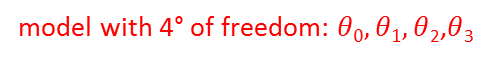 model with 4° of freedom: θ₀, θ₁, θ₂,θ₃